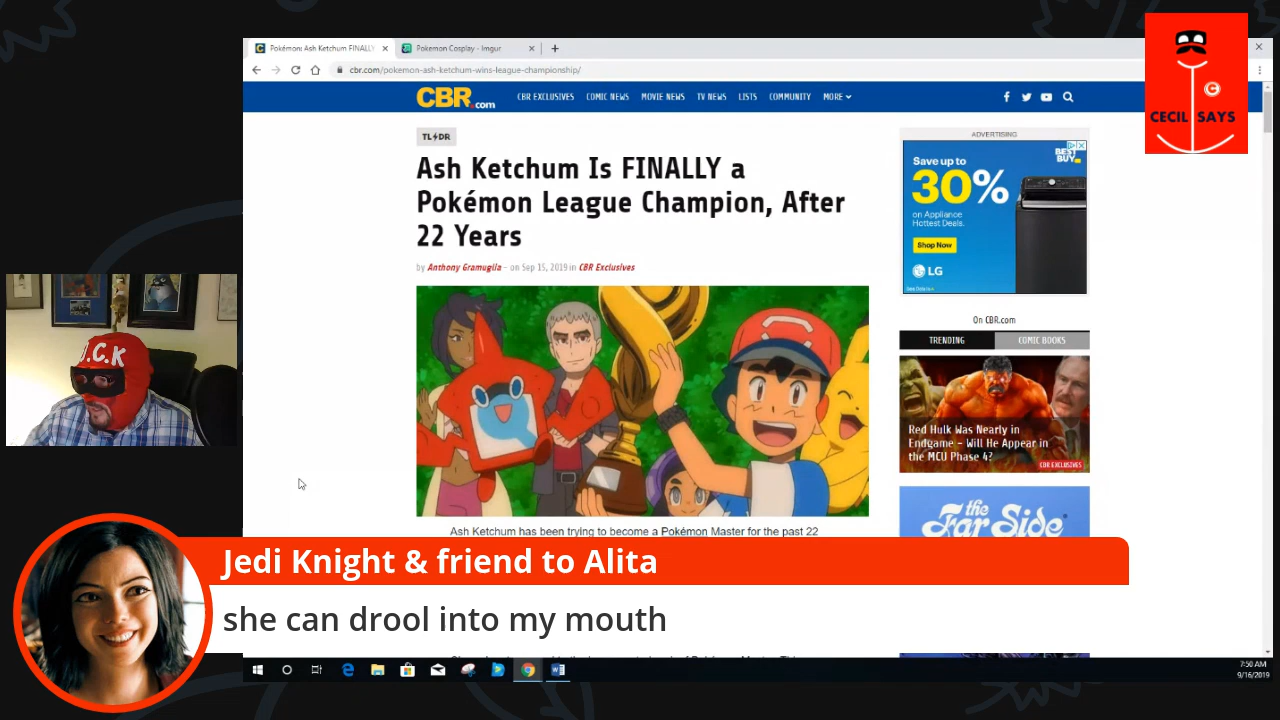 Pokémon: Ash Ketchum FINALLY
Pokemon Cosplay - Imgur
cbr.com/pokemon-ash-ketchum-wins-league-championship/
CBR.com
CBR EXCLUSIVES
COMIC NEWS
MOVIE NEWS
TV NEWS
LISTS
COMMUNITY
MORE
C
CECIL SAYS
TL DR
Ash Ketchum Is FINALLY a
Pokémon League Champion, After
22 Years
by Anthony Gramuglia – on Sep 15, 2019 in CBR Exclusives
ADVERTISING
BEST
BUY
Save up to
30%
on Appliance
Hottest Deals.
Shop Now
LG
On CBR.com
TRENDING
COMIC BOOKS
Red Hulk Was Nearly in
Endgame – Will He Appear in
the MCU Phase 4?
CBR EXCLUSIVES
the
Far Side
Ash Ketchum has been trying to become a Pokémon Master for the past 22
.C.K
Jedi Knight & friend to Alita
she can drool into my mouth
7:50 AM
9/16/2019